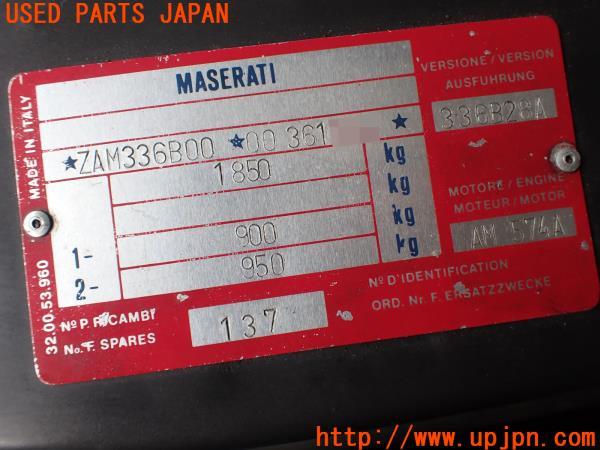 USED PARTS JAPAN
MASERATI
VERSIONE/VERSION
AUSFUHRUNG
336B28A
MADE IN ITALY
★ZAM336B00 ★00 361 ★
1850 kg
kg
1- 900 kg
2- 950 kg
MOTORE/ENGINE
MOTEUR/MOTOR
AM 574A
Nº D'IDENTIFICATION
ORD. Nr. F. ERSATZZWECKE
Nº P. RICAMBI
No. F. SPARES
137
32.00.53.960
UPJ
http://www.upjpn.com/